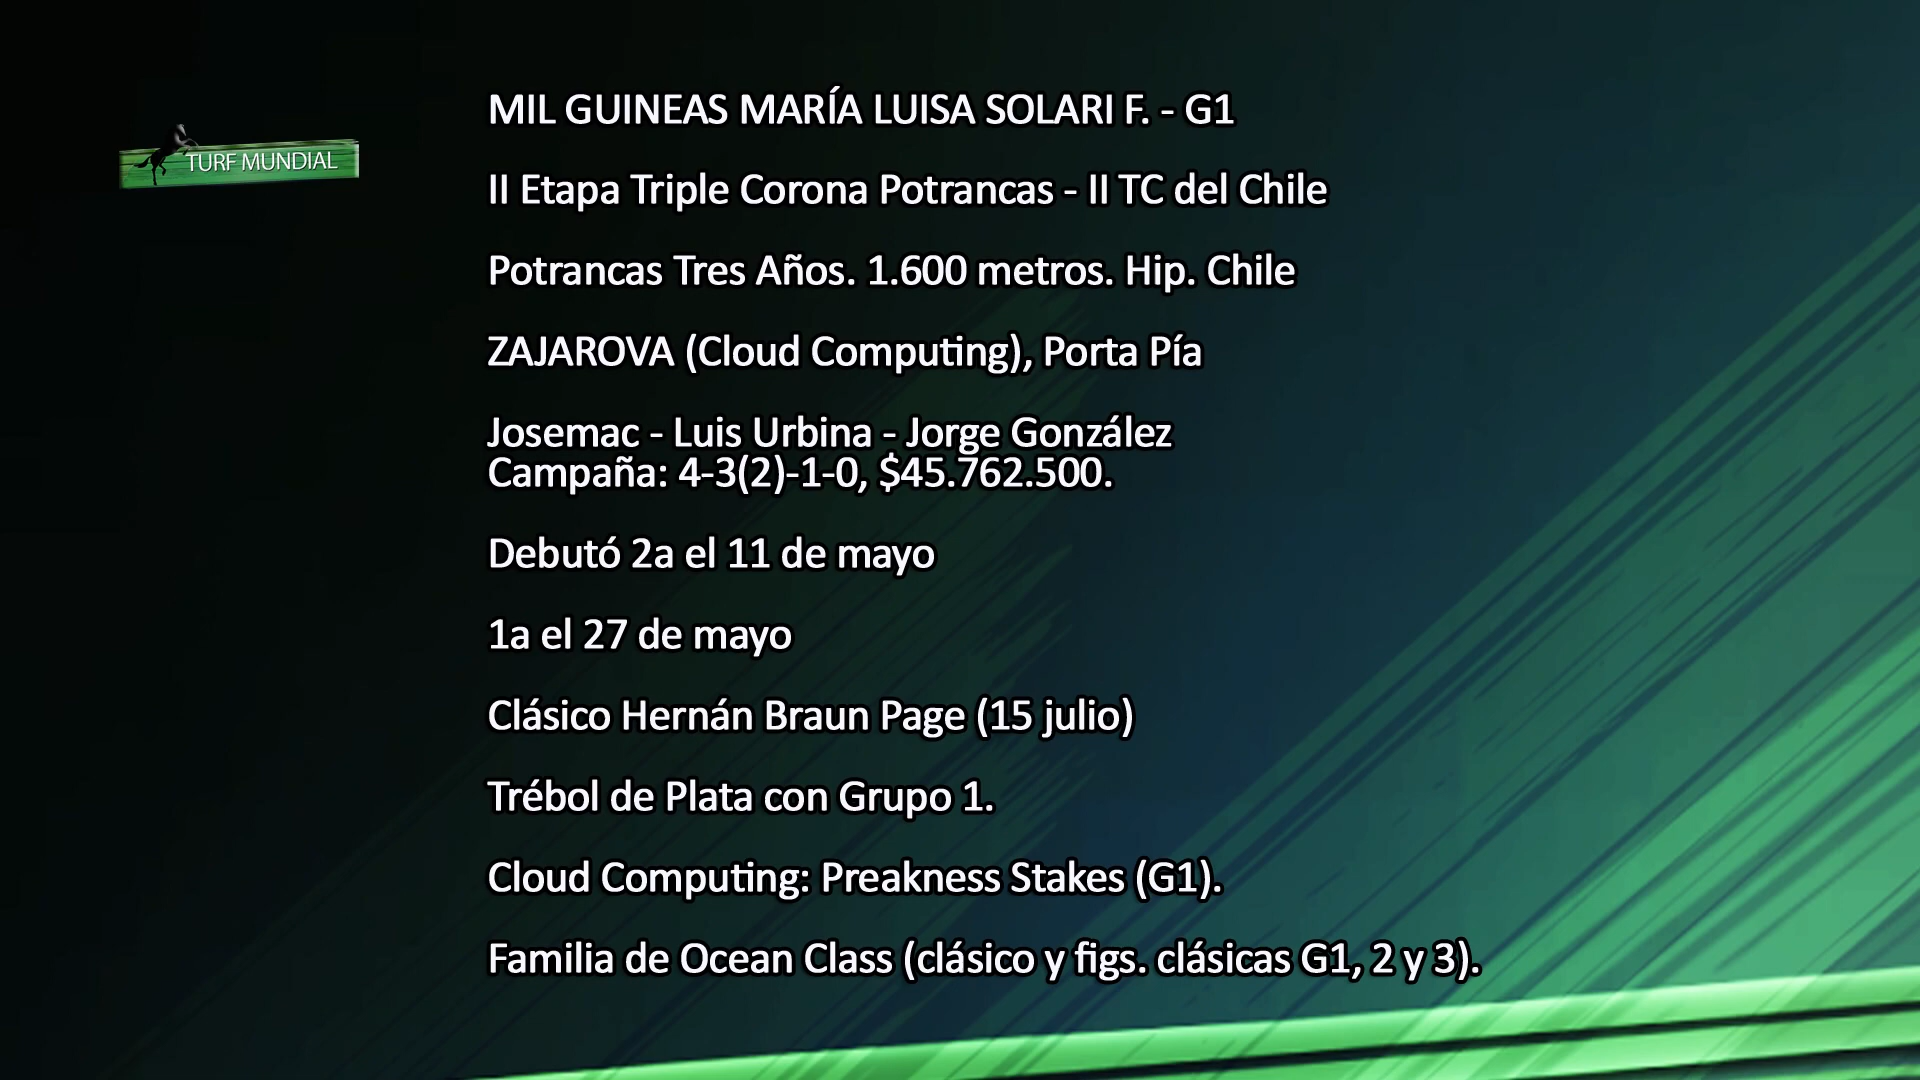 MIL GUINEAS MARÍA LUISA SOLARI F. - G1
TURF MUNDIAL
II Etapa Triple Corona Potrancas - II TC del Chile
Potrancas Tres Años. 1.600 metros. Hip. Chile
ZAJAROVA (Cloud Computing), Porta Pía
Josemac - Luis Urbina - Jorge González
Campaña: 4-3(2)-1-0, $45.762.500.
Debutó 2a el 11 de mayo
1a el 27 de mayo
Clásico Hernán Braun Page (15 julio)
Trébol de Plata con Grupo 1.
Cloud Computing: Preakness Stakes (G1).
Familia de Ocean Class (clásico y figs. clásicas G1, 2 y 3).